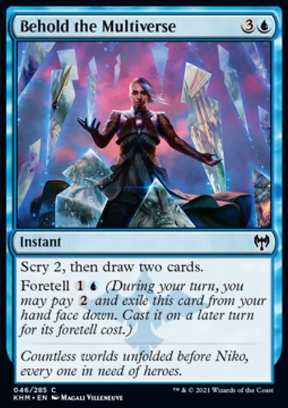 Behold the Multiverse 3
Instant
Scry 2, then draw two cards.
Foretell 1 (During your turn, you
may pay 2 and exile this card from your
hand face down. Cast it on a later turn
for its foretell cost.)
Countless worlds unfolded before Niko,
every one in need of heroes.
046/285 C
KHM • EN Magali Villeneuve
™ & © 2021 Wizards of the Coast